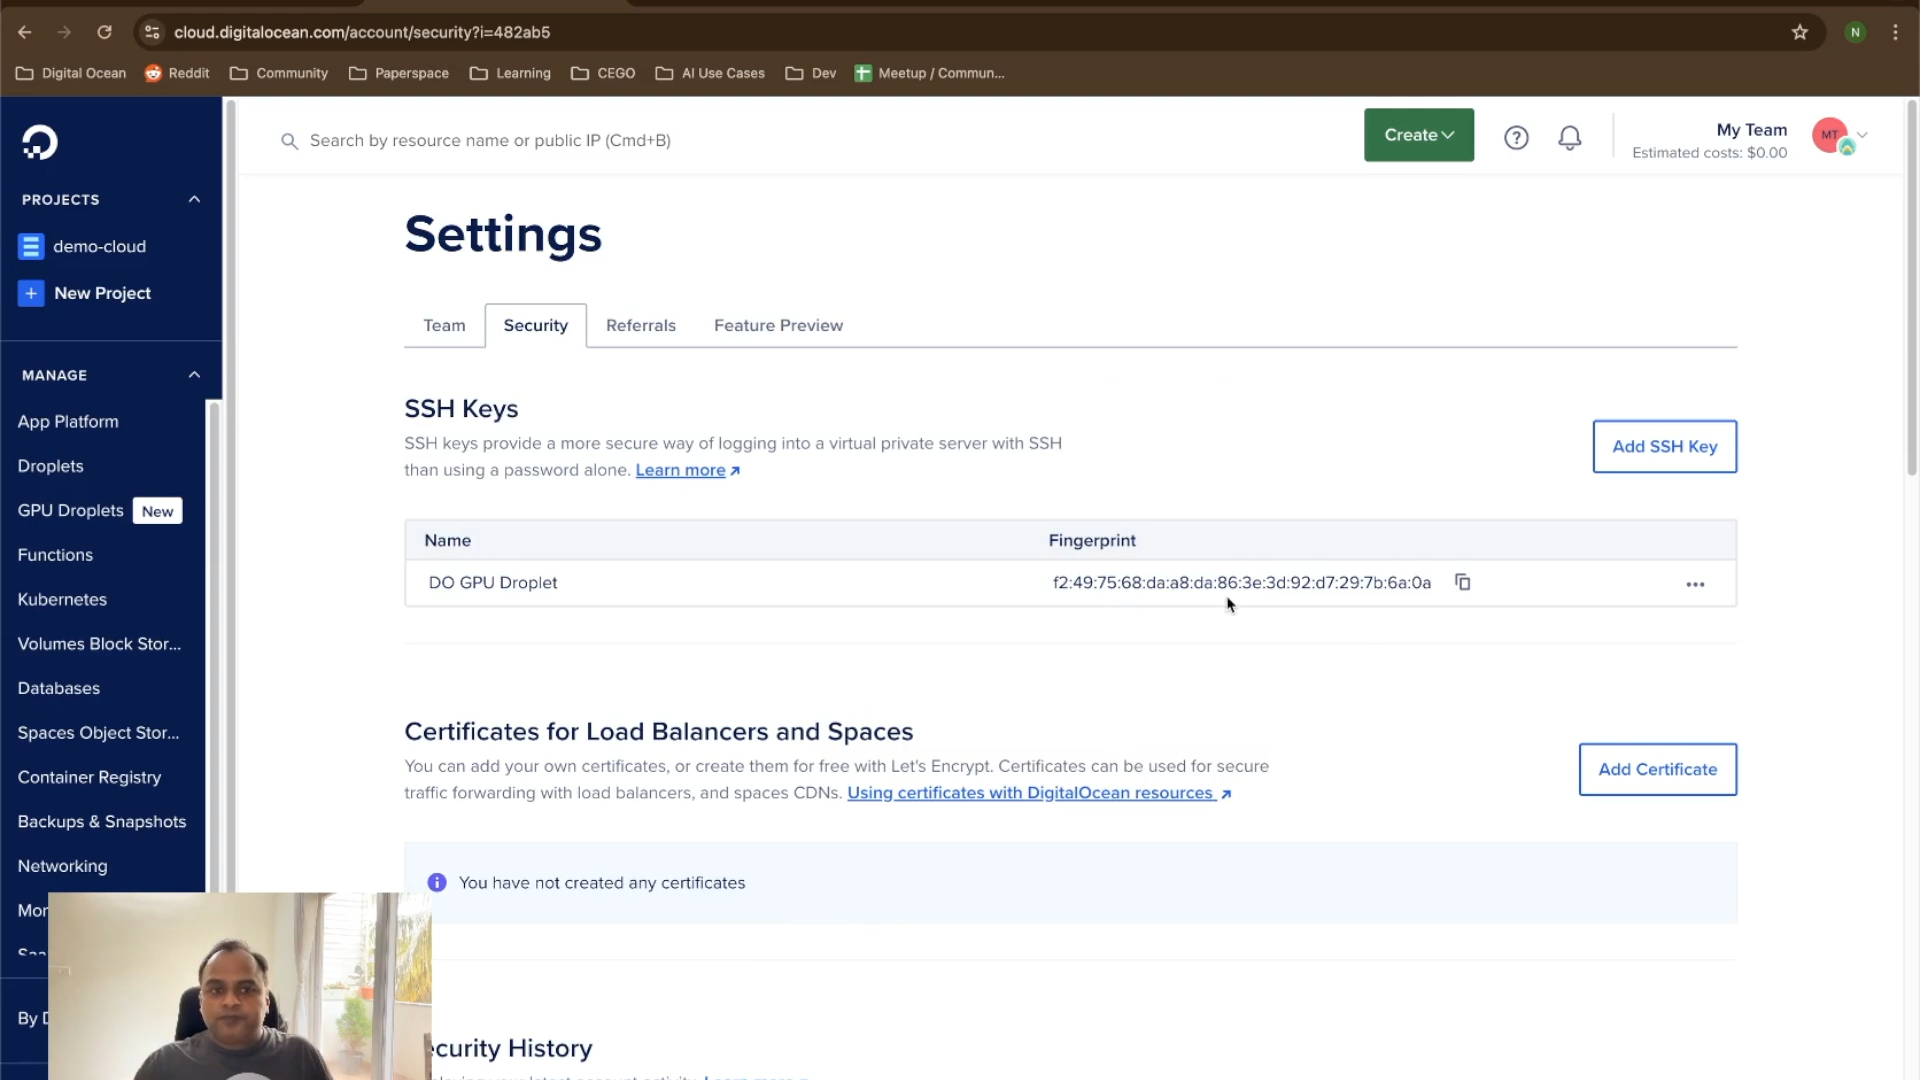 cloud.digitalocean.com/account/security?i=482ab5
N
Digital Ocean
Reddit
Community
Paperspace
Learning
CEGO
AI Use Cases
Dev
Meetup / Commun...
Search by resource name or public IP (Cmd+B)
Create
?
My Team
Estimated costs: $0.00
MT
PROJECTS
demo-cloud
New Project
MANAGE
App Platform
Droplets
GPU Droplets New
Functions
Kubernetes
Volumes Block Stor...
Databases
Spaces Object Stor...
Container Registry
Backups & Snapshots
Networking
Mor
By D
Settings
Team
Security
Referrals
Feature Preview
SSH Keys
SSH keys provide a more secure way of logging into a virtual private server with SSH
than using a password alone. Learn more
Add SSH Key
Name
Fingerprint
DO GPU Droplet
f2:49:75:68:da:a8:da:86:3e:3d:92:d7:29:7b:6a:0a
Certificates for Load Balancers and Spaces
You can add your own certificates, or create them for free with Let's Encrypt. Certificates can be used for secure
traffic forwarding with load balancers, and spaces CDNs. Using certificates with DigitalOcean resources
Add Certificate
You have not created any certificates
ecurity History